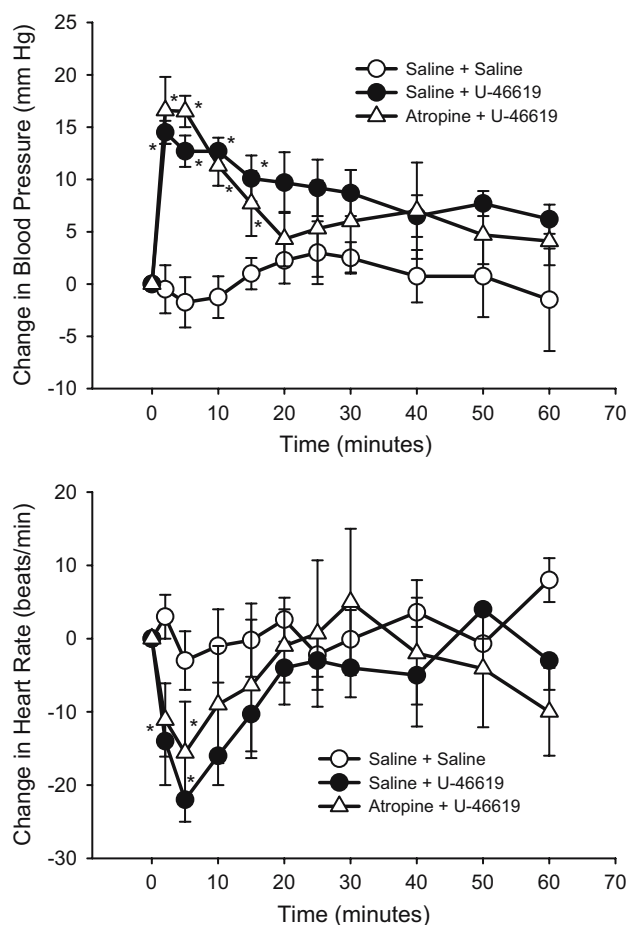 Change in Blood Pressure (mm Hg)
25
20
15
10
5
0
-5
-10
Saline + Saline
Saline + U-46619
Atropine + U-46619
* * *
* * *
* *
0 10 20 30 40 50 60 70
Time (minutes)
Change in Heart Rate (beats/min)
20
10
0
-10
-20
-30
*
*
Saline + Saline
Saline + U-46619
Atropine + U-46619
0 10 20 30 40 50 60 70
Time (minutes)